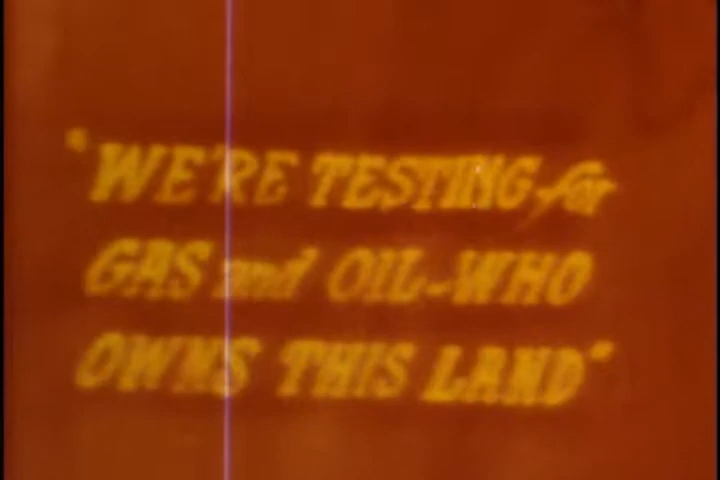 "WE'RE TESTING for
GAS and OIL-WHO
OWNS THIS LAND"